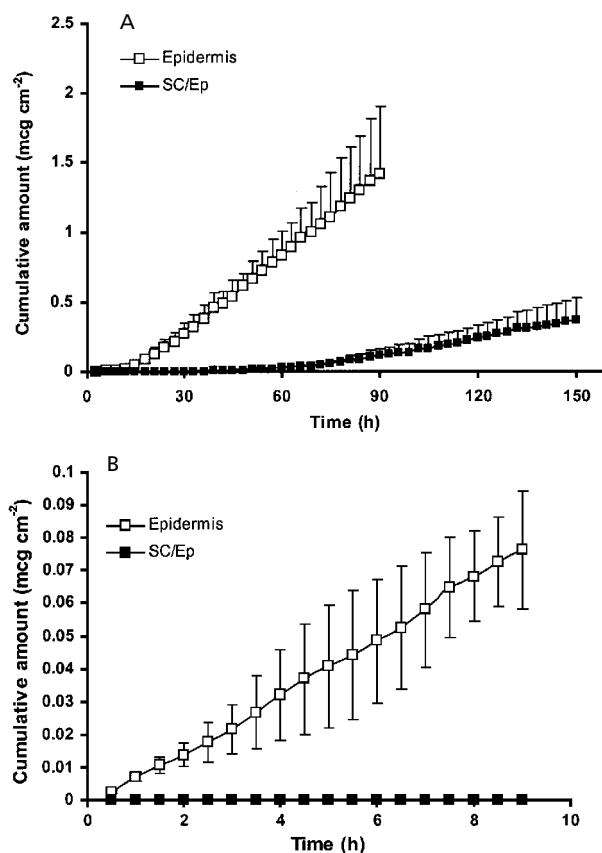 A
Epidermis
SC/Ep
Cumulative amount (mcg cm-2)
2.5
2
1.5
1
0.5
0
0 30 60 90 120 150
Time (h)
B
Epidermis
SC/Ep
Cumulative amount (mcg cm-2)
0.1
0.09
0.08
0.07
0.06
0.05
0.04
0.03
0.02
0.01
0
0 2 4 6 8 10
Time (h)